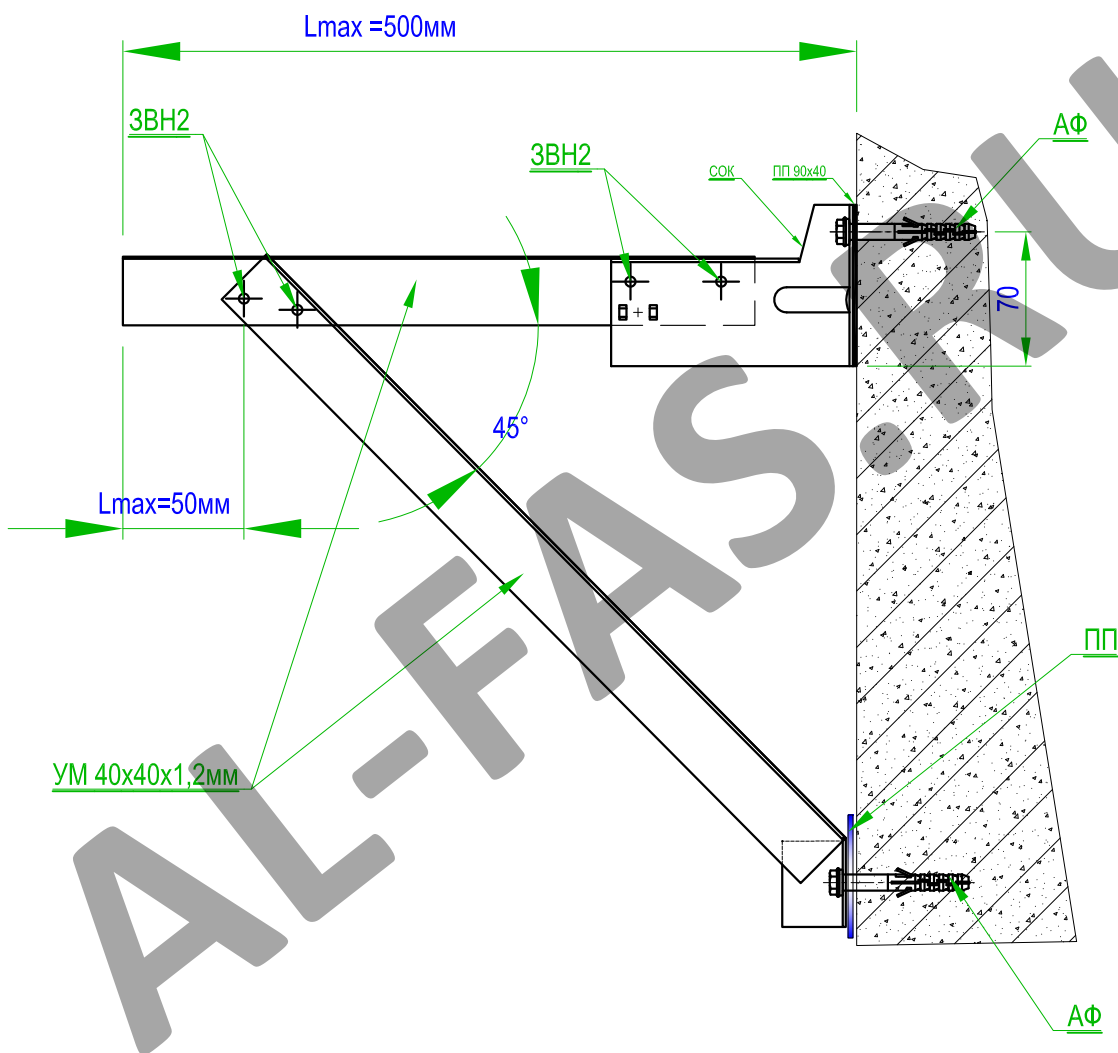 Lmax =500мм
ЗВН2
АФ
ЗВН2
СОК
ПП 90х40
70
45°
Lmax=50мм
ПП
УМ 40х40х1,2мм
АФ
AL-FAS.RU